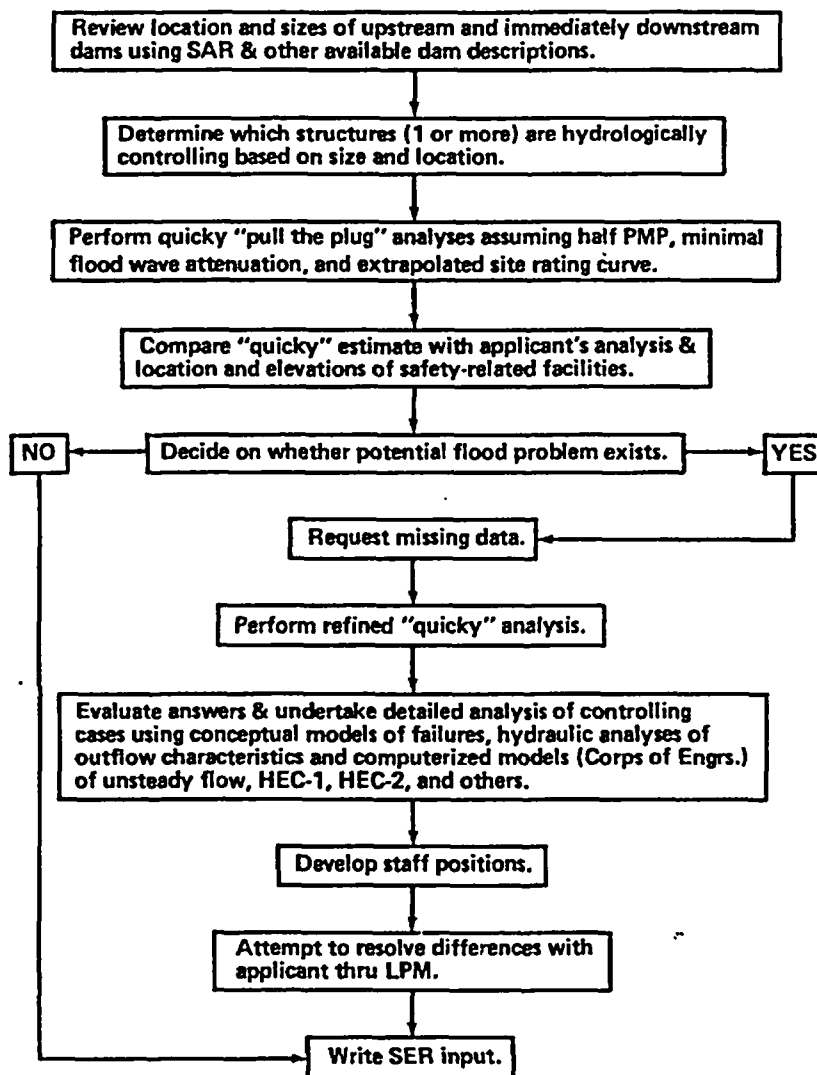 Review location and sizes of upstream and immediately downstream
dams using SAR & other available dam descriptions.
Determine which structures (1 or more) are hydrologically
controlling based on size and location.
Perform quicky "pull the plug" analyses assuming half PMP, minimal
flood wave attenuation, and extrapolated site rating curve.
Compare "quicky" estimate with applicant's analysis &
location and elevations of safety-related facilities.
NO
Decide on whether potential flood problem exists.
YES
Request missing data.
Perform refined "quicky" analysis.
Evaluate answers & undertake detailed analysis of controlling
cases using conceptual models of failures, hydraulic analyses of
outflow characteristics and computerized models (Corps of Engrs.)
of unsteady flow, HEC-1, HEC-2, and others.
Develop staff positions.
Attempt to resolve differences with
applicant thru LPM.
Write SER input.